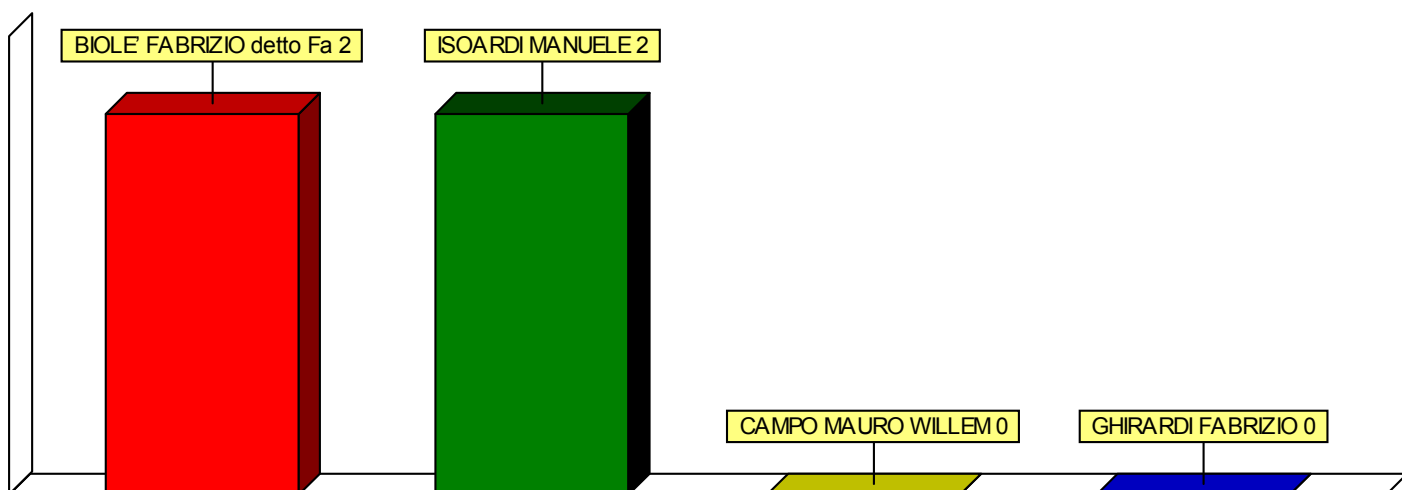 BIOLE' FABRIZIO detto Fa 2
ISOARDI MANUELE 2
CAMPO MAURO WILLEM 0
GHIRARDI FABRIZIO 0